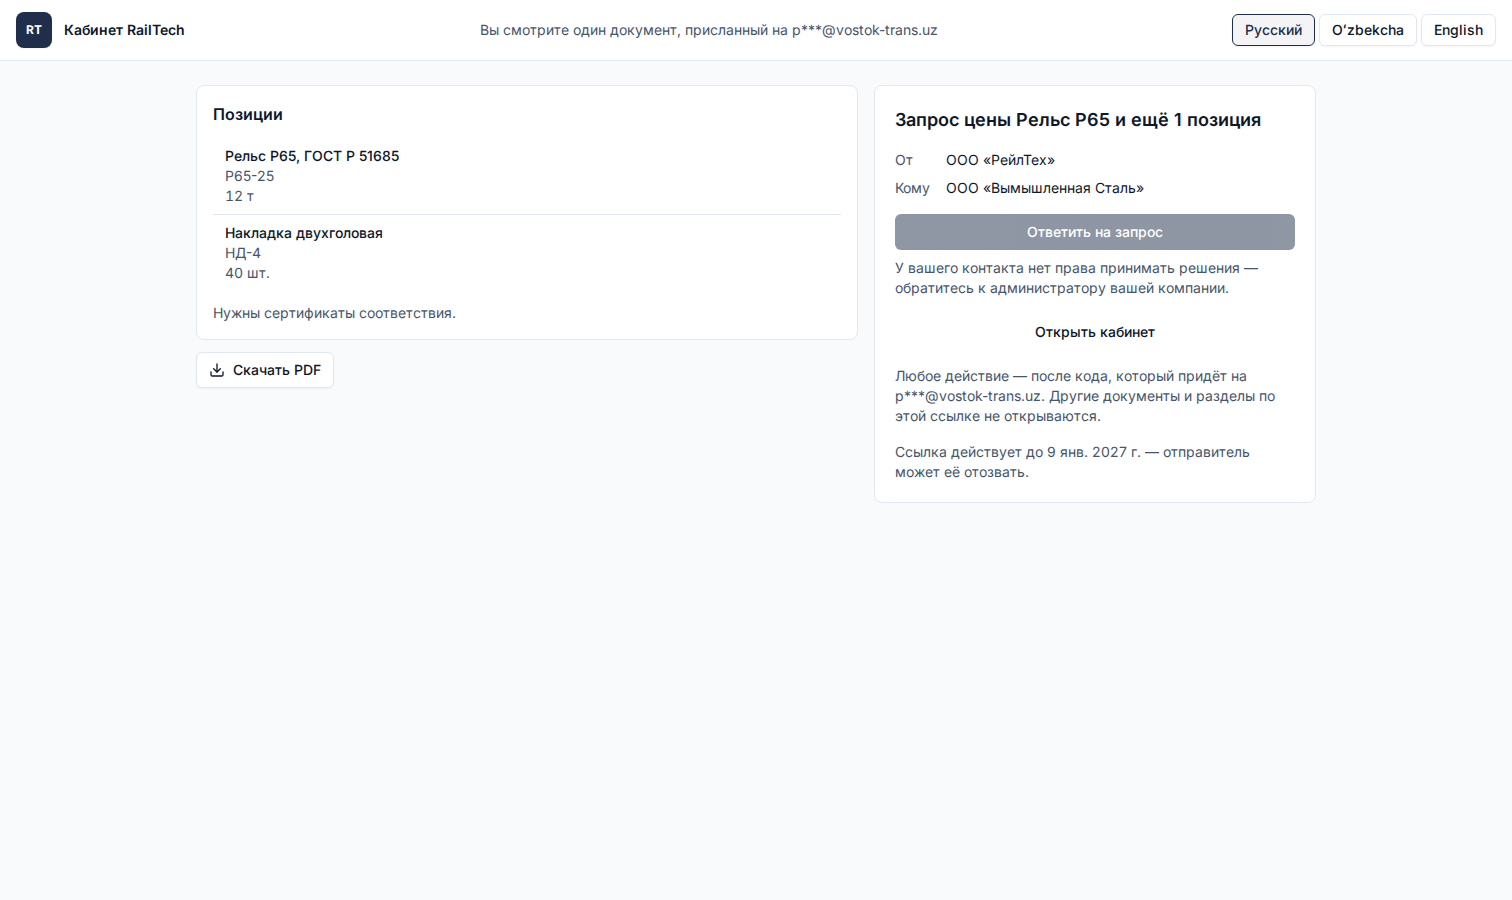 RT
Кабинет RailTech
Вы смотрите один документ, присланный на p***@vostok-trans.uz
Русский
Oʻzbekcha
English
Позиции
Рельс Р65, ГОСТ Р 51685
Р65-25
12 т
Накладка двухголовая
НД-4
40 шт.
Нужны сертификаты соответствия.
Скачать PDF
Запрос цены Рельс Р65 и ещё 1 позиция
От ООО «РейлТех»
Кому ООО «Вымышленная Сталь»
Ответить на запрос
У вашего контакта нет права принимать решения —
обратитесь к администратору вашей компании.
Открыть кабинет
Любое действие — после кода, который придёт на
p***@vostok-trans.uz. Другие документы и разделы по
этой ссылке не открываются.
Ссылка действует до 9 янв. 2027 г. — отправитель
может её отозвать.